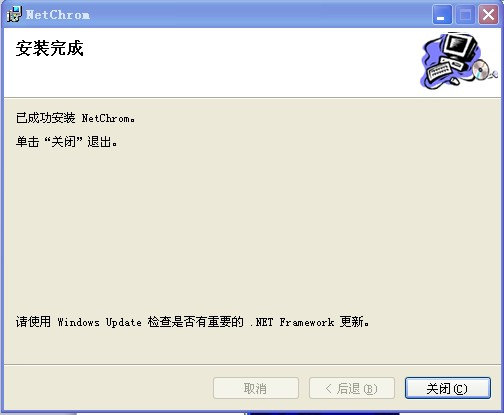 NetChrom
安装完成
已成功安装 NetChrom。
单击“关闭”退出。
请使用 Windows Update 检查是否有重要的 .NET Framework 更新。
取消
< 后退(B)
关闭(C)